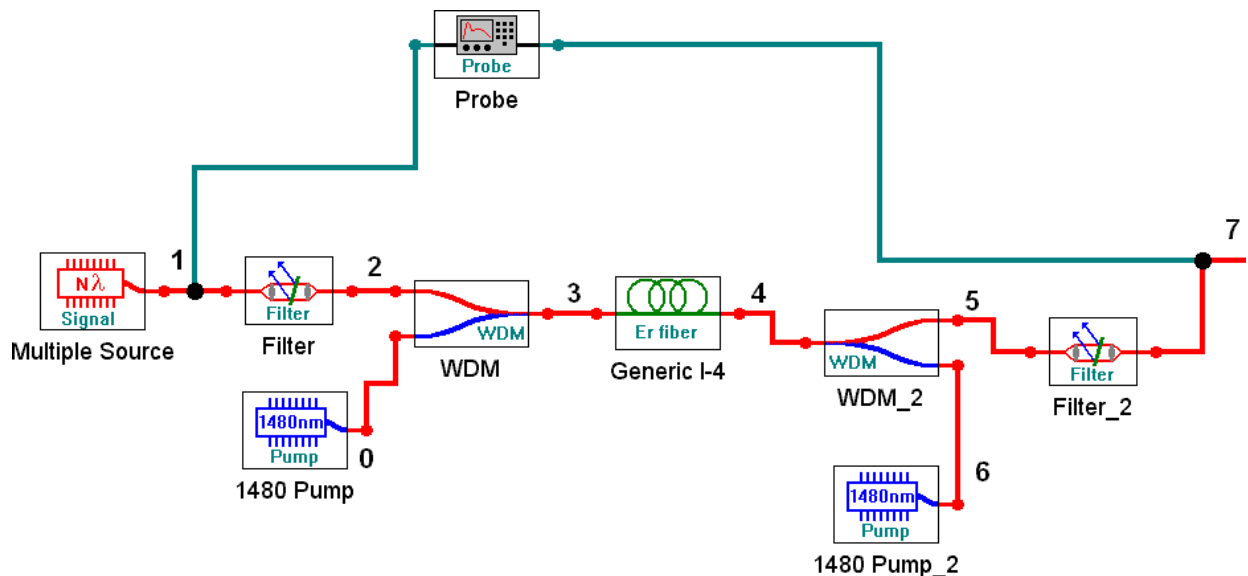 Probe
Probe
7
1
Nλ
Signal
Multiple Source
Filter
Filter
2
WDM
WDM
3
Er fiber
Generic I-4
4
WDM
WDM_2
5
Filter
Filter_2
1480nm
Pump
1480 Pump
0
1480nm
Pump
1480 Pump_2
6